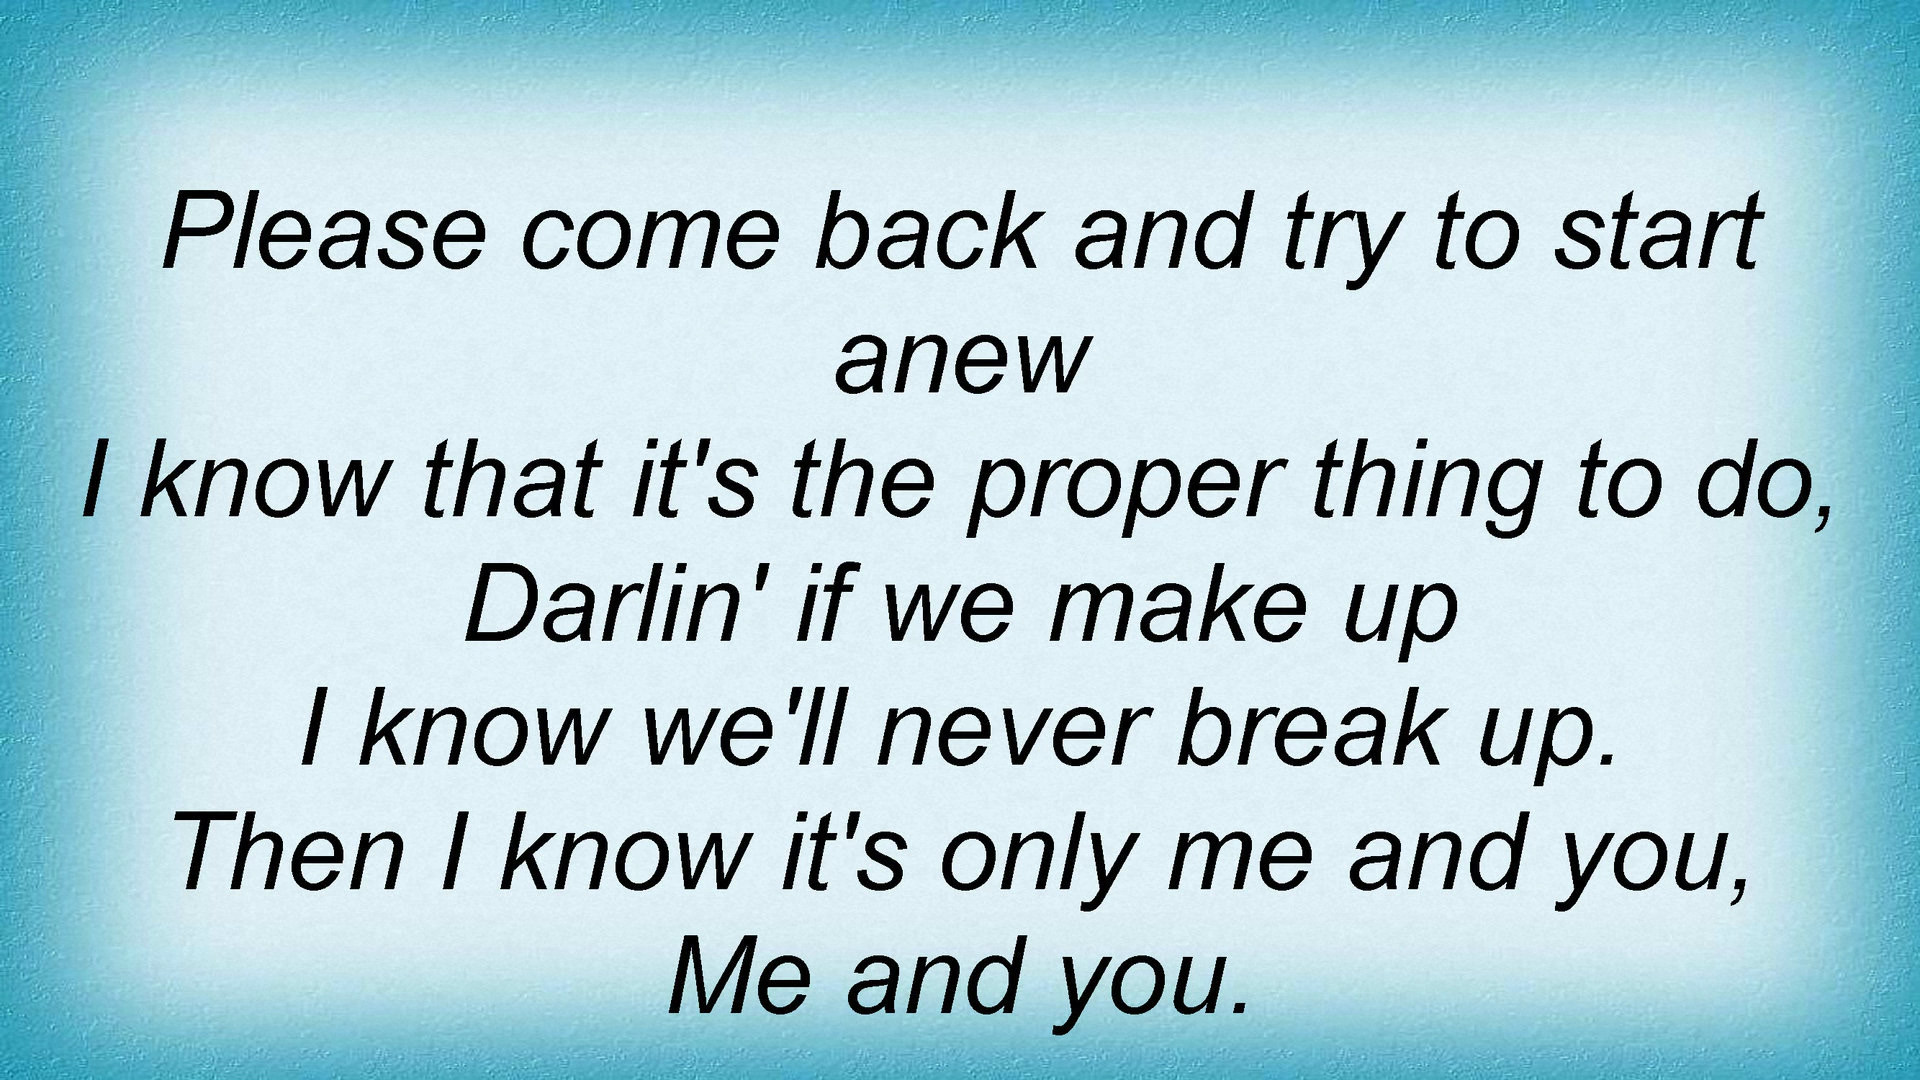 Please come back and try to start
anew
I know that it's the proper thing to do,
Darlin' if we make up
I know we'll never break up.
Then I know it's only me and you,
Me and you.